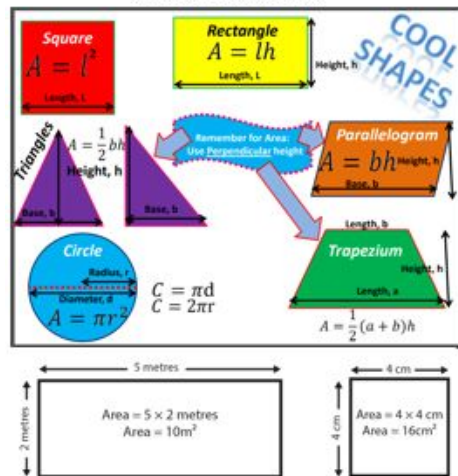 COOL
SHAPES
Square
A = l²
Length, L
Rectangle
A = lh
Length, L
Height, h
Triangles
A = 1/2 bh
Height, h
Base, b
Base, b
Remember for Area:
Use Perpendicular height
Parallelogram
A = bh
Height, h
Base, b
Circle
Radius, r
Diameter, d
A = πr²
C = πd
C = 2πr
Length, b
Trapezium
Height, h
Length, a
A = 1/2 (a + b)h
5 metres
2 metres
Area = 5 × 2 metres
Area = 10m²
4 cm
4 cm
Area = 4 × 4 cm
Area = 16cm²